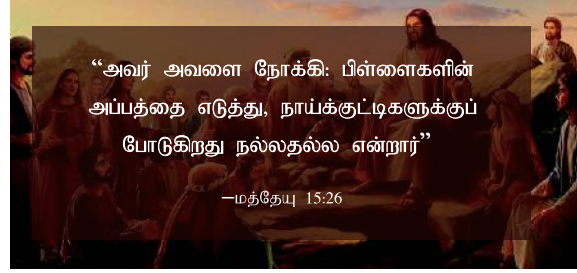 “அவர் அவளை நோக்கி: பிள்ளைகளின்
அப்பத்தை எடுத்து, நாய்க்குட்டிகளுக்குப்
போடுகிறது நல்லதல்ல என்றார்”
–மத்தேயு 15:26